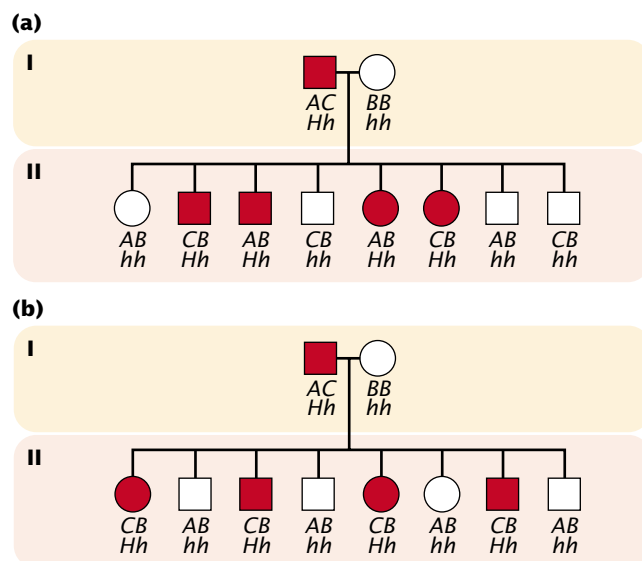 (a)
I
AC BB
Hh hh
II
AB CB AB CB AB CB AB CB
hh Hh Hh hh Hh Hh hh hh
(b)
I
AC BB
Hh hh
II
CB AB CB AB CB AB CB AB
Hh hh Hh hh Hh hh Hh hh